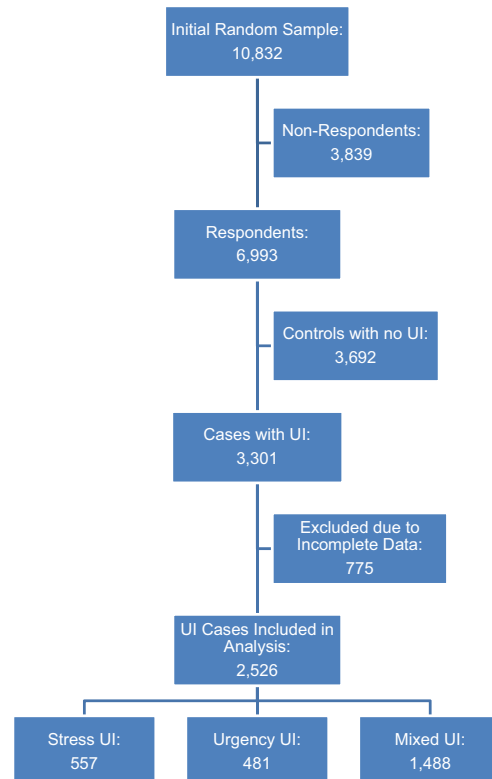 Initial Random Sample:
10,832
Non-Respondents:
3,839
Respondents:
6,993
Controls with no UI:
3,692
Cases with UI:
3,301
Excluded due to
Incomplete Data:
775
UI Cases Included in
Analysis:
2,526
Stress UI:
557
Urgency UI:
481
Mixed UI:
1,488